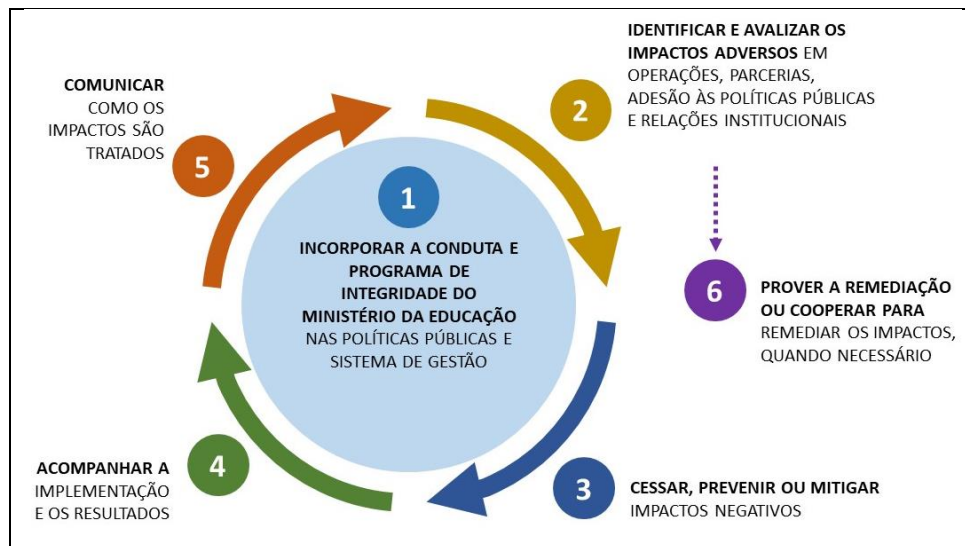 1
INCORPORAR A CONDUTA E
PROGRAMA DE
INTEGRIDADE DO
MINISTÉRIO DA EDUCAÇÃO
NAS POLÍTICAS PÚBLICAS E
SISTEMA DE GESTÃO
2
IDENTIFICAR E AVALIZAR OS
IMPACTOS ADVERSOS EM
OPERAÇÕES, PARCERIAS,
ADESÃO ÀS POLÍTICAS PÚBLICAS
E RELAÇÕES INSTITUCIONAIS
3
CESSAR, PREVENIR OU MITIGAR
IMPACTOS NEGATIVOS
4
ACOMPANHAR A
IMPLEMENTAÇÃO
E OS RESULTADOS
5
COMUNICAR
COMO OS
IMPACTOS SÃO
TRATADOS
6
PROVER A REMEDIAÇÃO
OU COOPERAR PARA
REMEDIAR OS IMPACTOS,
QUANDO NECESSÁRIO